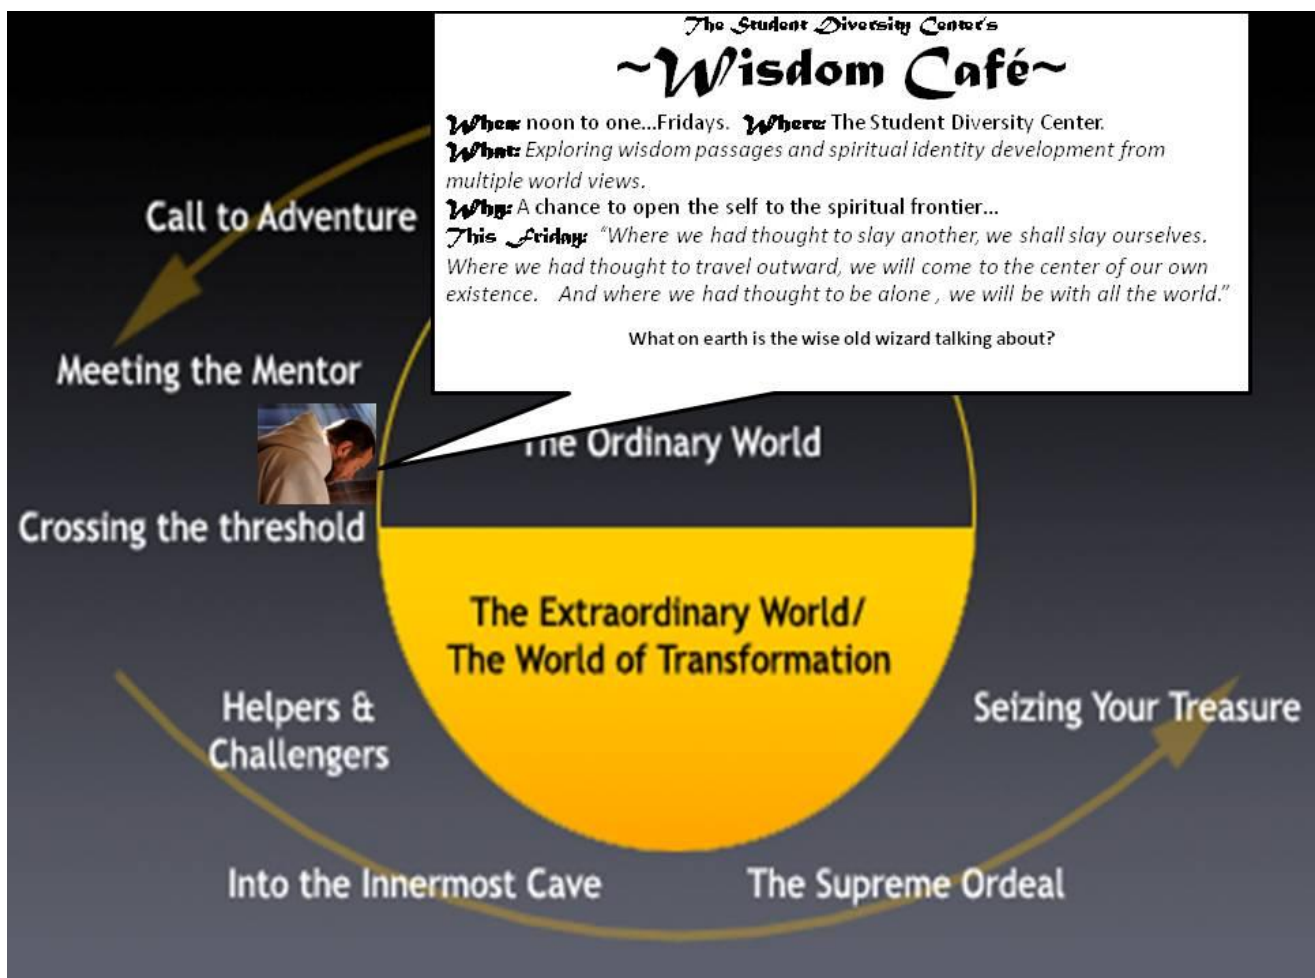 The Student Diversity Center's
~Wisdom Café~
When: noon to one...Fridays. Where: The Student Diversity Center.
What: Exploring wisdom passages and spiritual identity development from
multiple world views.
Why: A chance to open the self to the spiritual frontier...
This Friday: "Where we had thought to slay another, we shall slay ourselves.
Where we had thought to travel outward, we will come to the center of our own
existence. And where we had thought to be alone , we will be with all the world."
What on earth is the wise old wizard talking about?
Call to Adventure
Meeting the Mentor
The Ordinary World
Crossing the threshold
The Extraordinary World/
The World of Transformation
Helpers &
Challengers
Seizing Your Treasure
Into the Innermost Cave
The Supreme Ordeal